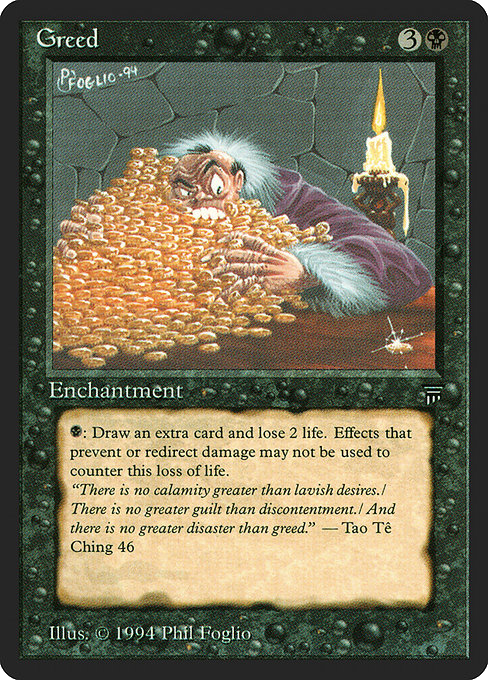 Greed 3
P. FOGLIO-94
Enchantment
: Draw an extra card and lose 2 life. Effects that
prevent or redirect damage may not be used to
counter this loss of life.
“There is no calamity greater than lavish desires./
There is no greater guilt than discontentment./ And
there is no greater disaster than greed.” — Tao Tê
Ching 46
Illus. © 1994 Phil Foglio